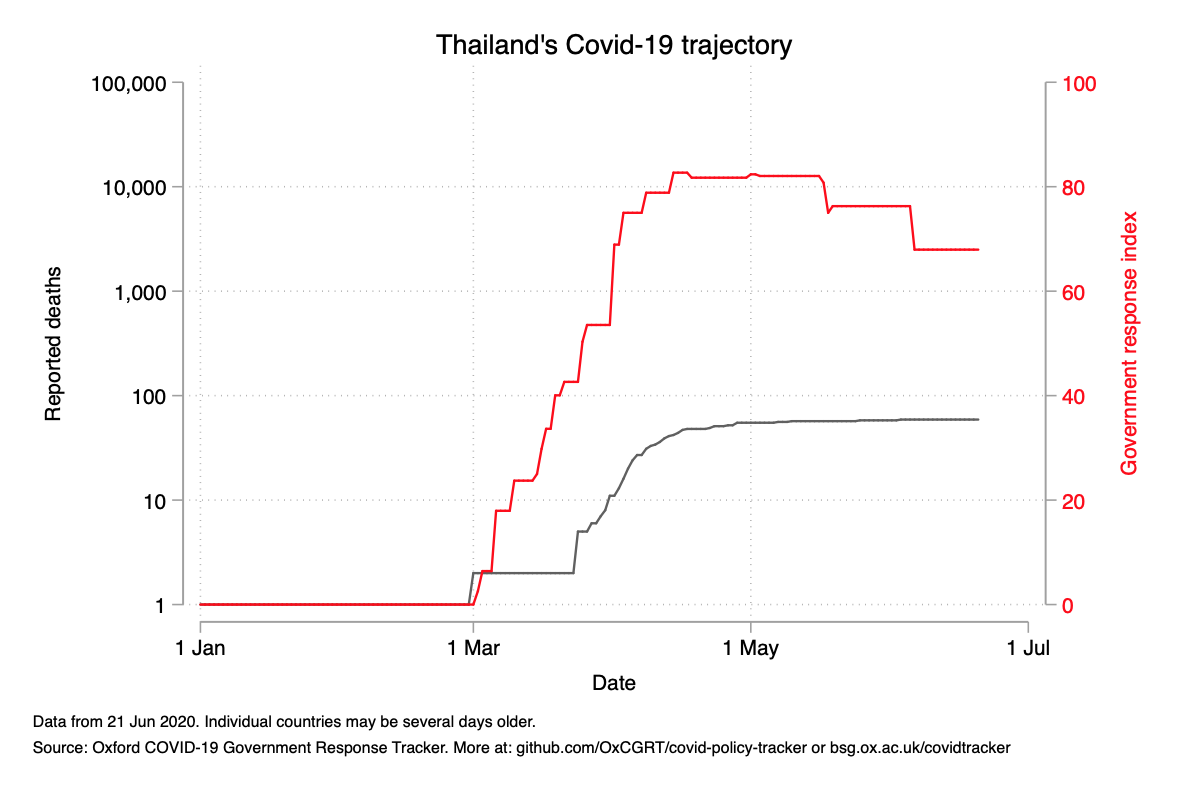 Thailand's Covid-19 trajectory
100,000
10,000
1,000
100
10
1
Reported deaths
100
80
60
40
20
0
Government response index
1 Jan
1 Mar
1 May
1 Jul
Date
Data from 21 Jun 2020. Individual countries may be several days older.
Source: Oxford COVID-19 Government Response Tracker. More at: github.com/OxCGRT/covid-policy-tracker or bsg.ox.ac.uk/covidtracker